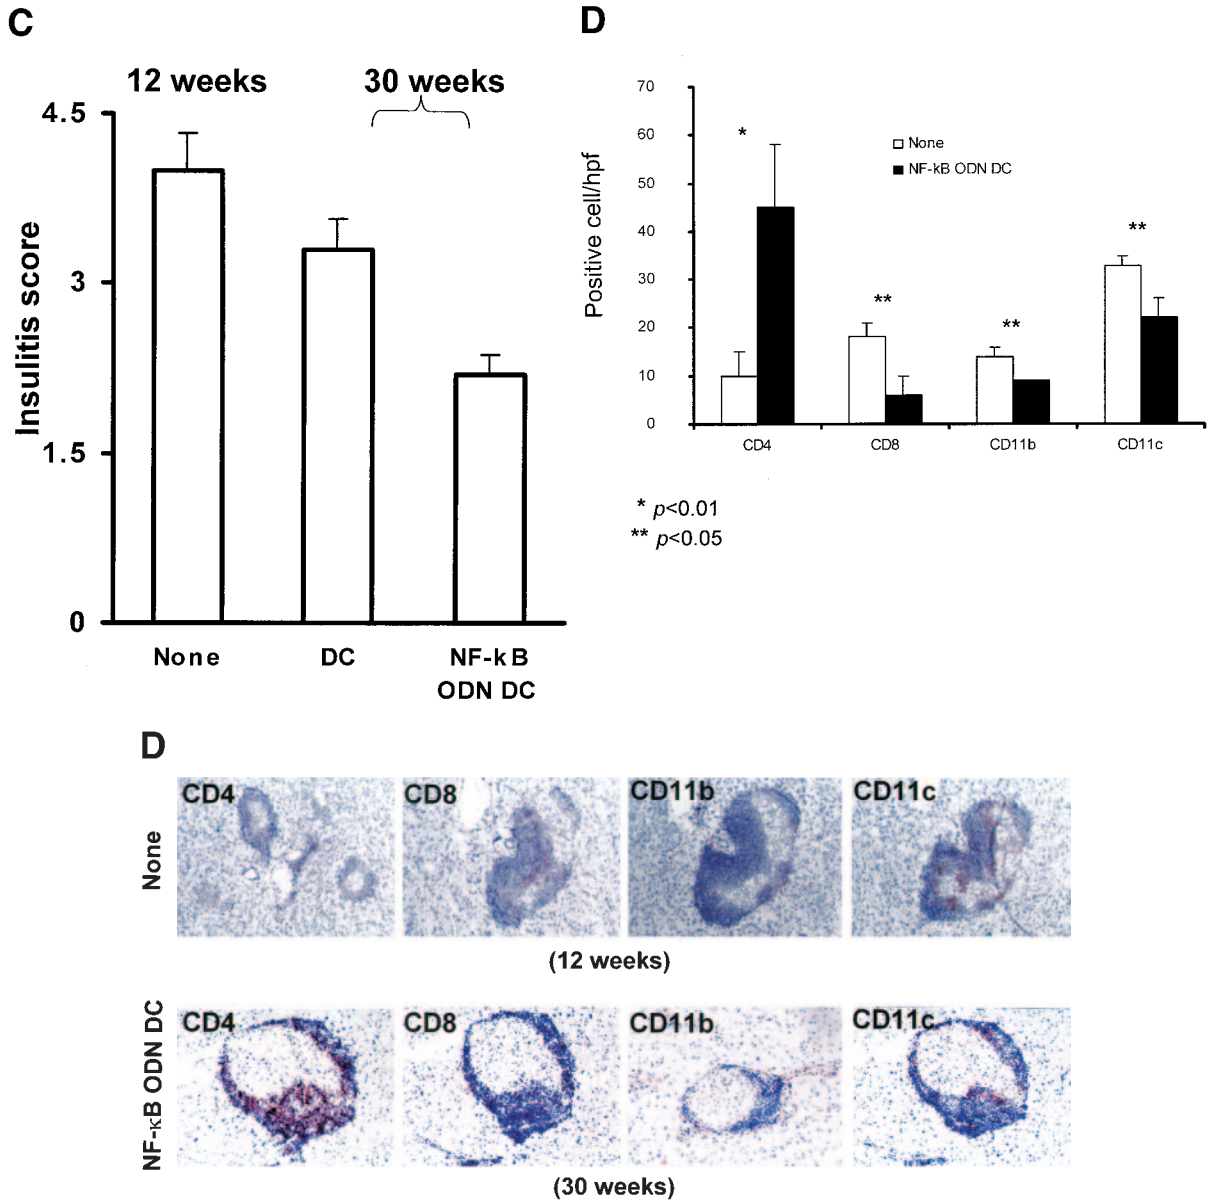 C
12 weeks
30 weeks
4.5
3
1.5
0
Insulitis score
None
DC
NF-kB
ODN DC
D
70
60
50
40
30
20
10
0
Positive cell/hpf
None
NF-kB ODN DC
*
**
**
**
CD4
CD8
CD11b
CD11c
* p<0.01
** p<0.05
D
None
CD4
CD8
CD11b
CD11c
(12 weeks)
NF-κB ODN DC
CD4
CD8
CD11b
CD11c
(30 weeks)